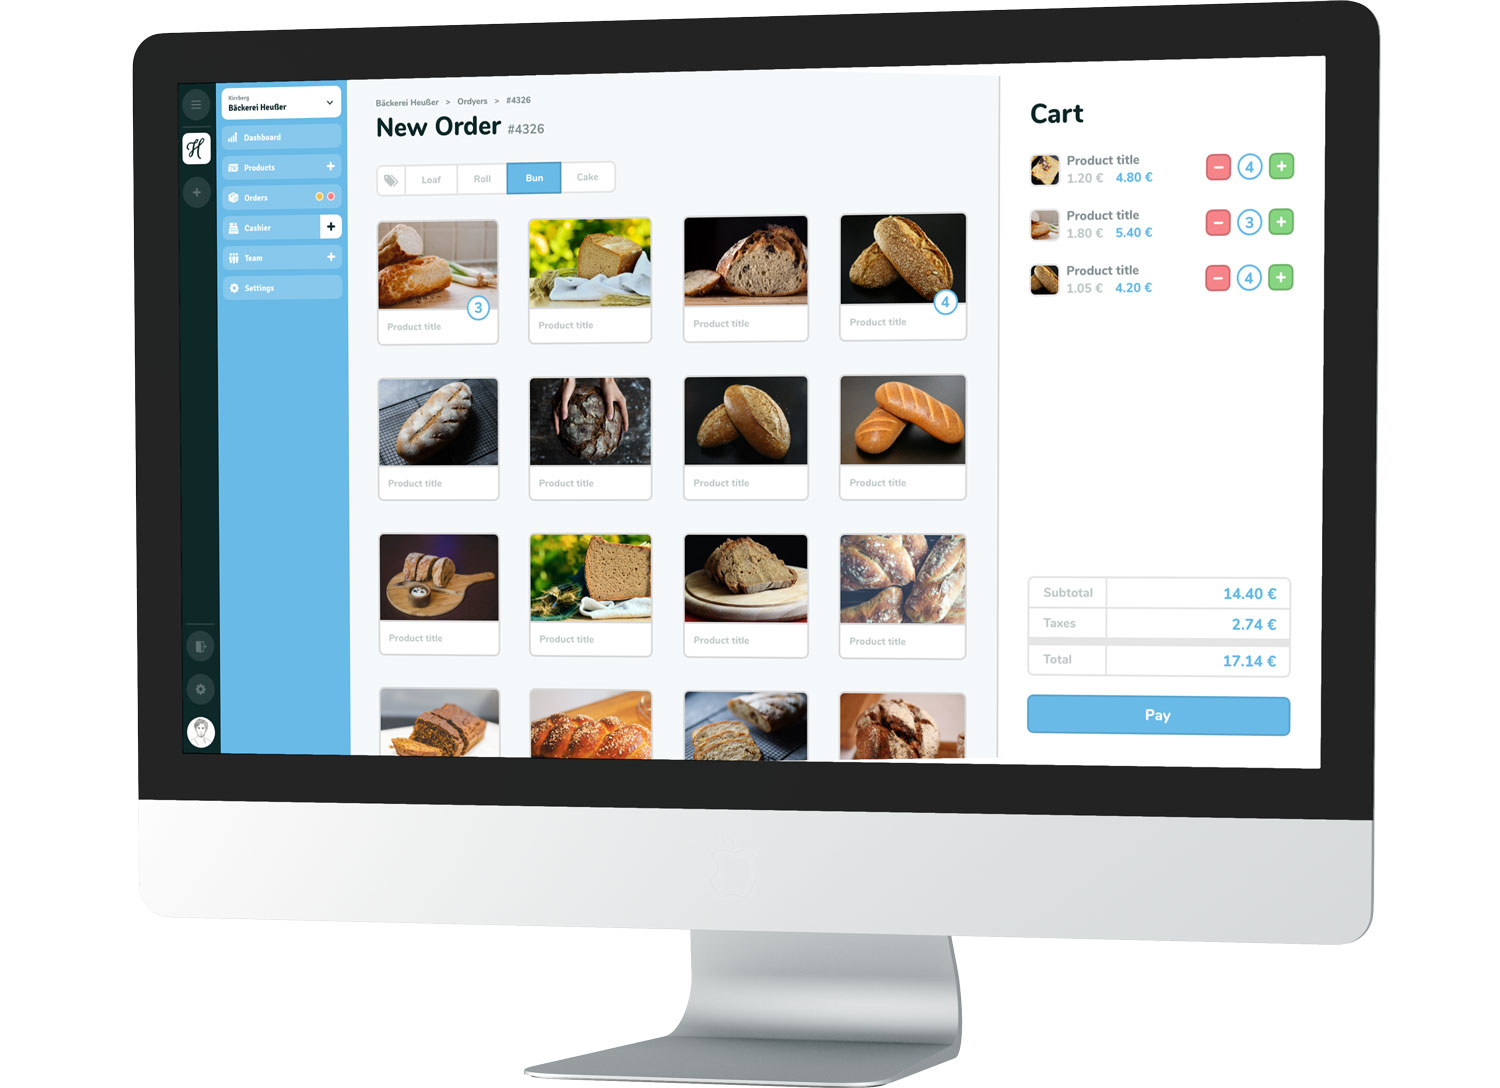 Kirrberg
Bäckerei Heußer
Dashboard
Products
Orders
Cashier
Team
Settings
Bäckerei Heußer > Ordyers > #4326
New Order #4326
Loaf Roll Bun Cake
3
4
Product title Product title Product title Product title
Product title Product title Product title Product title
Product title Product title Product title Product title
Cart
Product title
1.20 € 4.80 €
− 4 +
Product title
1.80 € 5.40 €
− 3 +
Product title
1.05 € 4.20 €
− 4 +
Subtotal 14.40 €
Taxes 2.74 €
Total 17.14 €
Pay